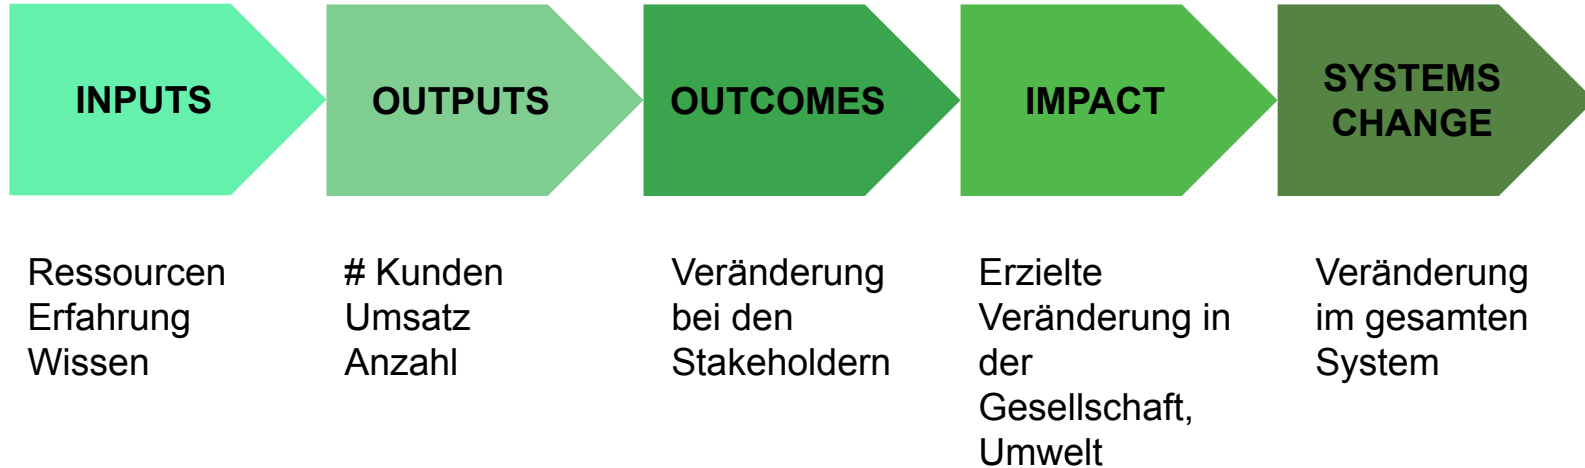 INPUTS
OUTPUTS
OUTCOMES
IMPACT
SYSTEMS
CHANGE
Ressourcen
Erfahrung
Wissen
# Kunden
Umsatz
Anzahl
Veränderung
bei den
Stakeholdern
Erzielte
Veränderung in
der
Gesellschaft,
Umwelt
Veränderung
im gesamten
System